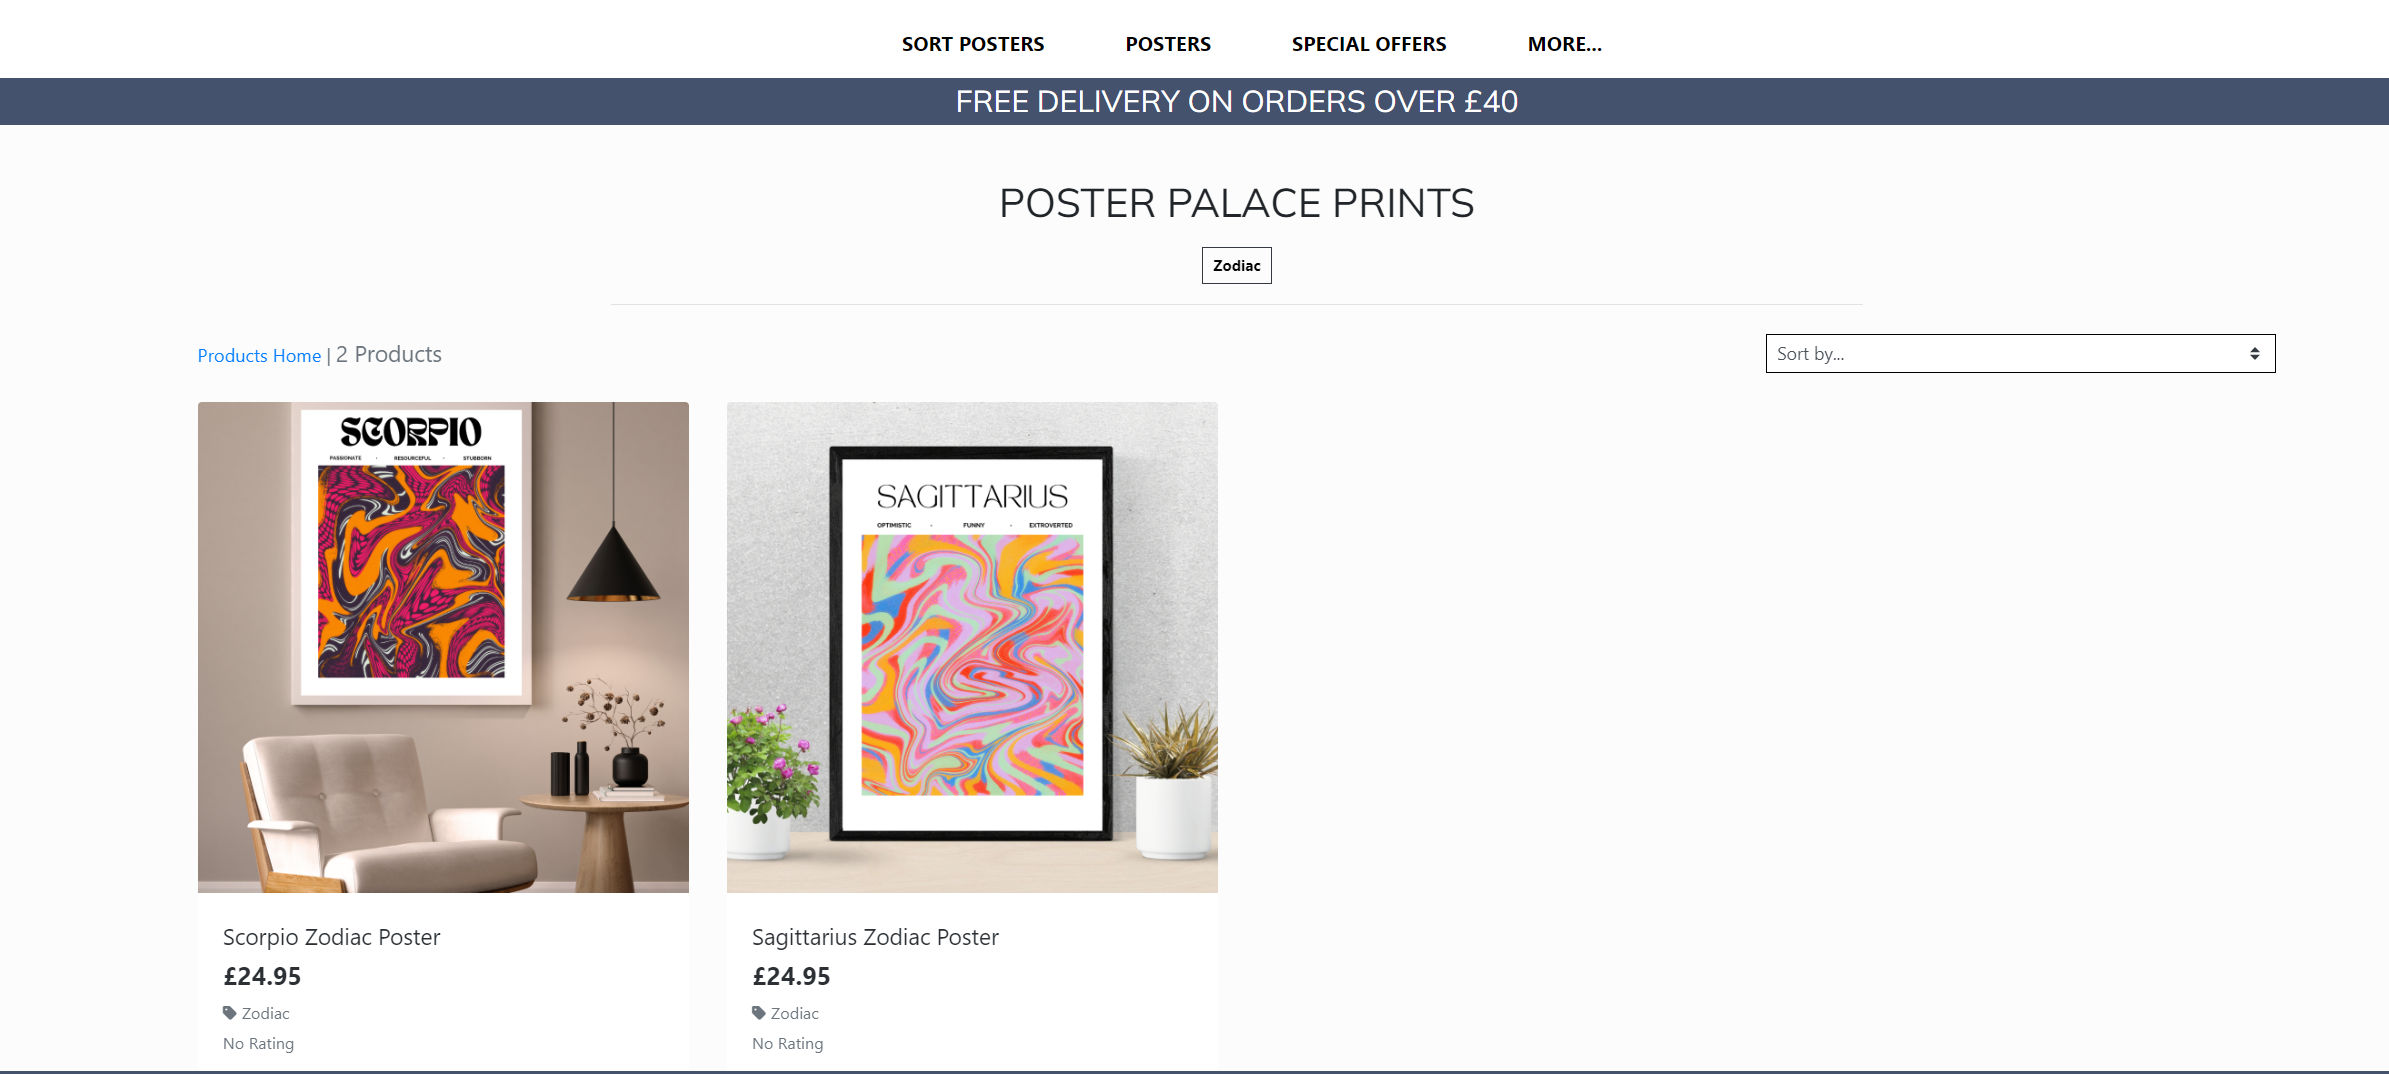 SORT POSTERS POSTERS SPECIAL OFFERS MORE...
FREE DELIVERY ON ORDERS OVER £40
POSTER PALACE PRINTS
Zodiac
Products Home | 2 Products
Sort by...
SCORPIO
PASSIONATE · RESOURCEFUL · STUBBORN
SAGITTARIUS
OPTIMISTIC · FUNNY · EXTROVERTED
Scorpio Zodiac Poster
£24.95
Zodiac
No Rating
Sagittarius Zodiac Poster
£24.95
Zodiac
No Rating